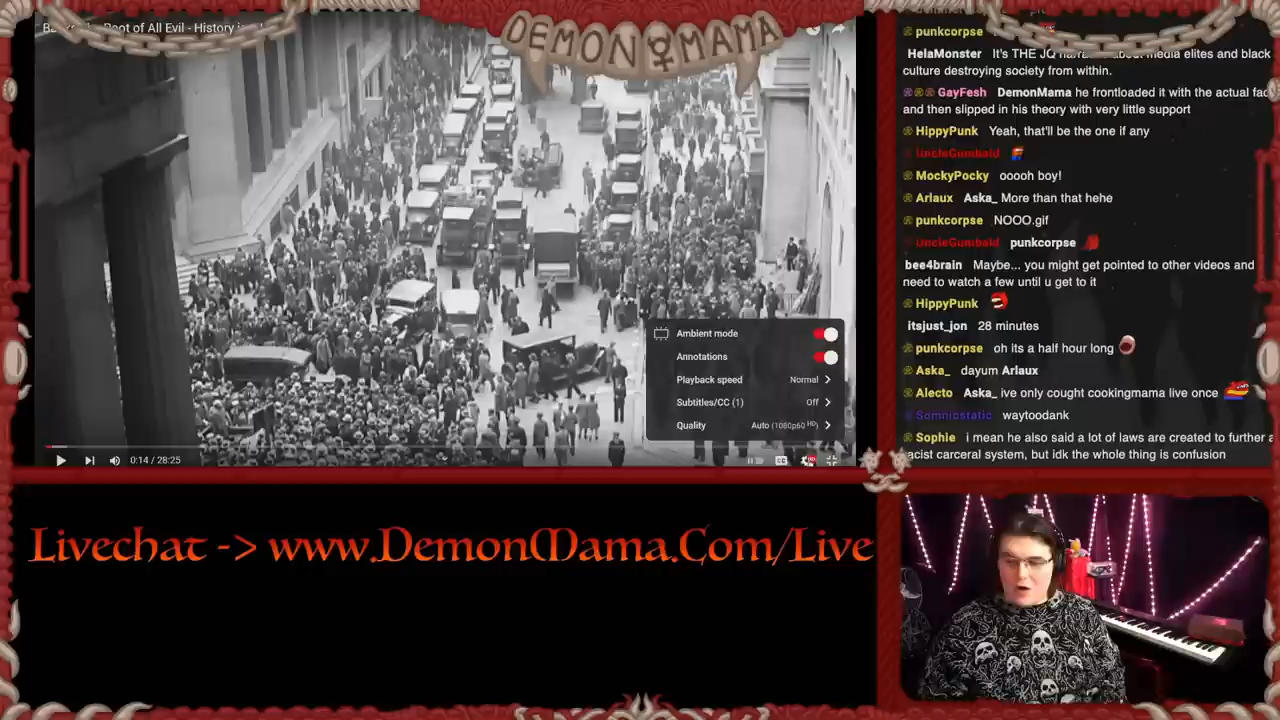 oot of All Evil - History i
DEMON MAMA
punkcorpse
HelaMonster It's THE JQ narra about media elites and black
culture destroying society from within.
GayFesh DemonMama he frontloaded it with the actual fac
and then slipped in his theory with very little support
HippyPunk Yeah, that'll be the one if any
UncleGumbald
MockyPocky ooooh boy!
Arlaux Aska_ More than that hehe
punkcorpse NOOO.gif
UncleGumbald punkcorpse
bee4brain Maybe... you might get pointed to other videos and
need to watch a few until u get to it
HippyPunk
itsjust_jon 28 minutes
punkcorpse oh its a half hour long
Aska_ dayum Arlaux
Alecto Aska_ ive only caught cookingmama live once
Somniostatic waytoodank
Sophie i mean he also said a lot of laws are created to further a
acist carceral system, but idk the whole thing is confusion
Ambient mode
Annotations
Playback speed Normal
Subtitles/CC (1) Off
Quality Auto (1080p60 HD)
0:14 / 28:25
Livechat -> www.DemonMama.Com/Live